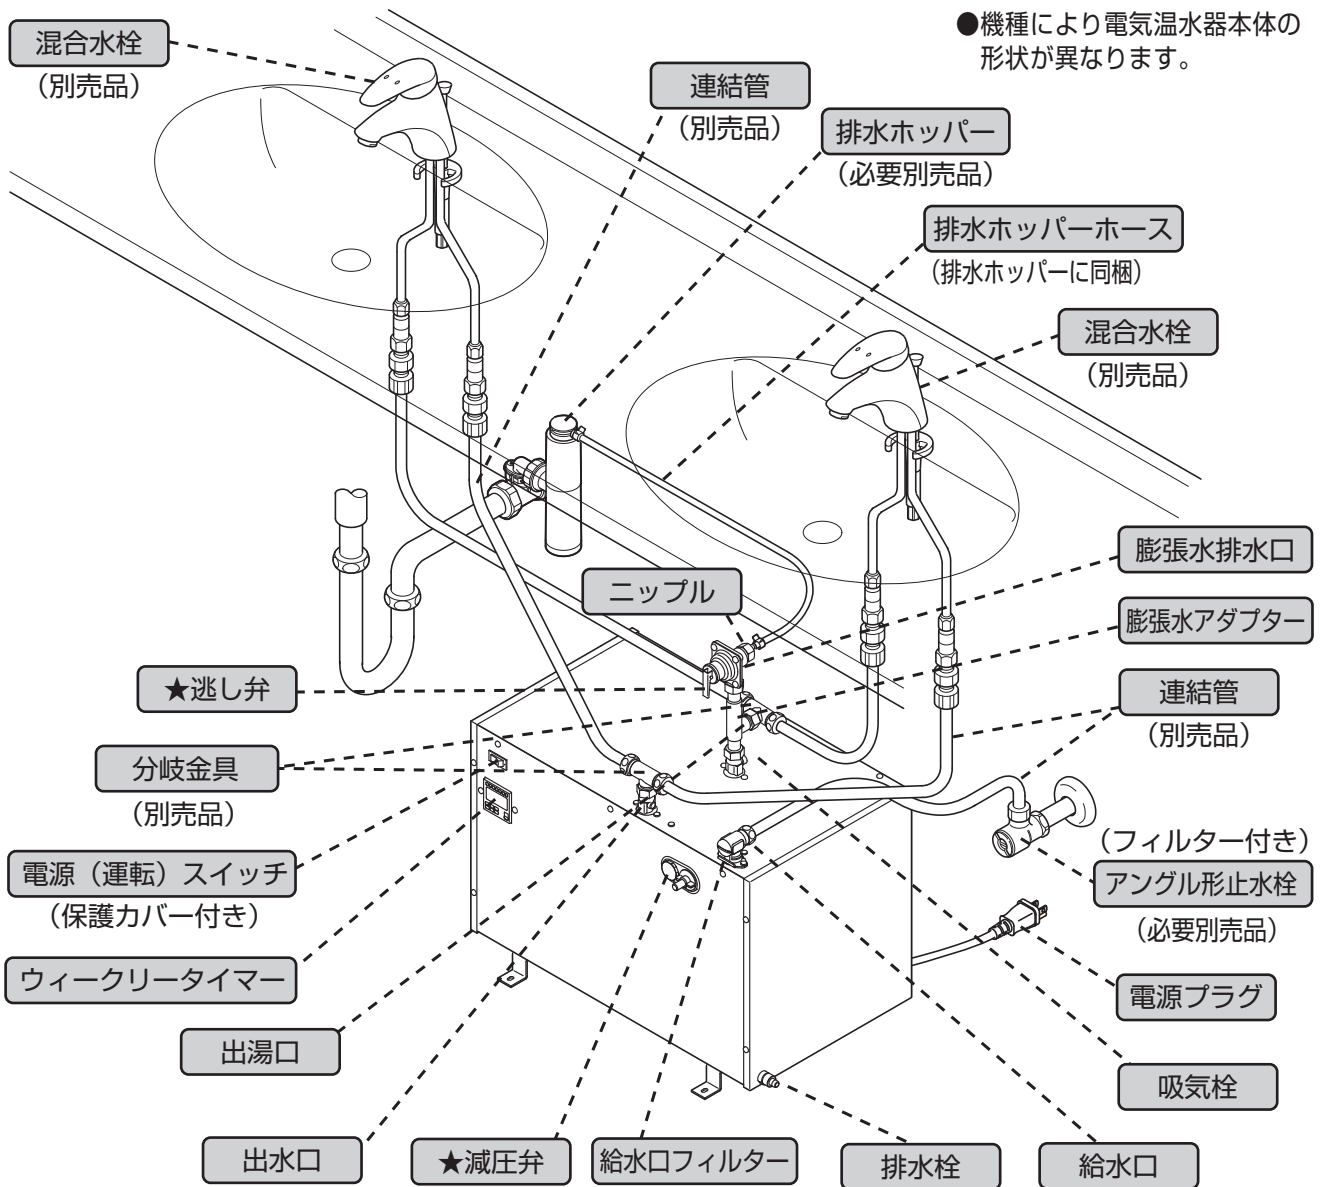 ●機種により電気温水器本体の
形状が異なります。
混合水栓
（別売品）
連結管
（別売品）
排水ホッパー
（必要別売品）
排水ホッパーホース
（排水ホッパーに同梱）
混合水栓
（別売品）
膨張水排水口
ニップル
膨張水アダプター
★逃し弁
連結管
（別売品）
分岐金具
（別売品）
（フィルター付き）
アングル形止水栓
（必要別売品）
電源（運転）スイッチ
（保護カバー付き）
ウィークリータイマー
電源プラグ
出湯口
吸気栓
出水口
★減圧弁
給水口フィルター
排水栓
給水口